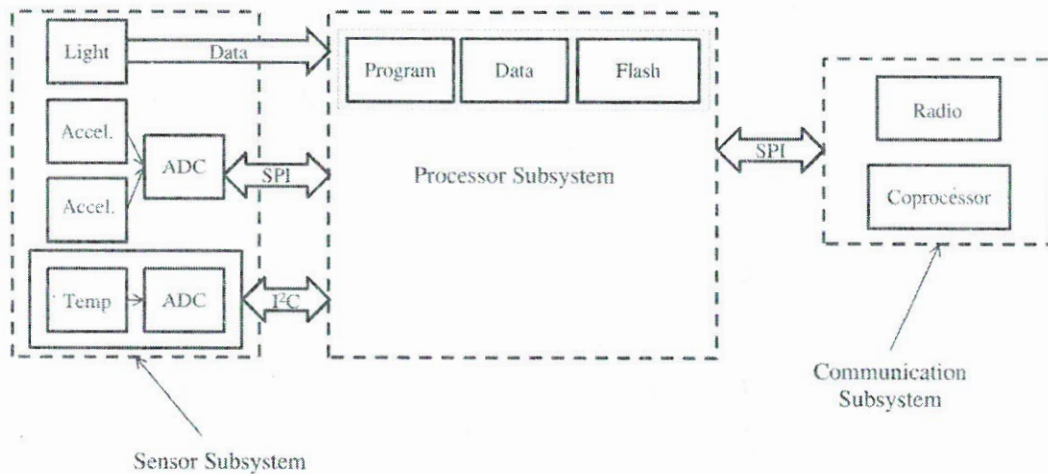 Light
Data
Accel.
ADC
SPI
Accel.
Temp
ADC
I²C
Sensor Subsystem
Program
Data
Flash
Processor Subsystem
SPI
Radio
Coprocessor
Communication
Subsystem